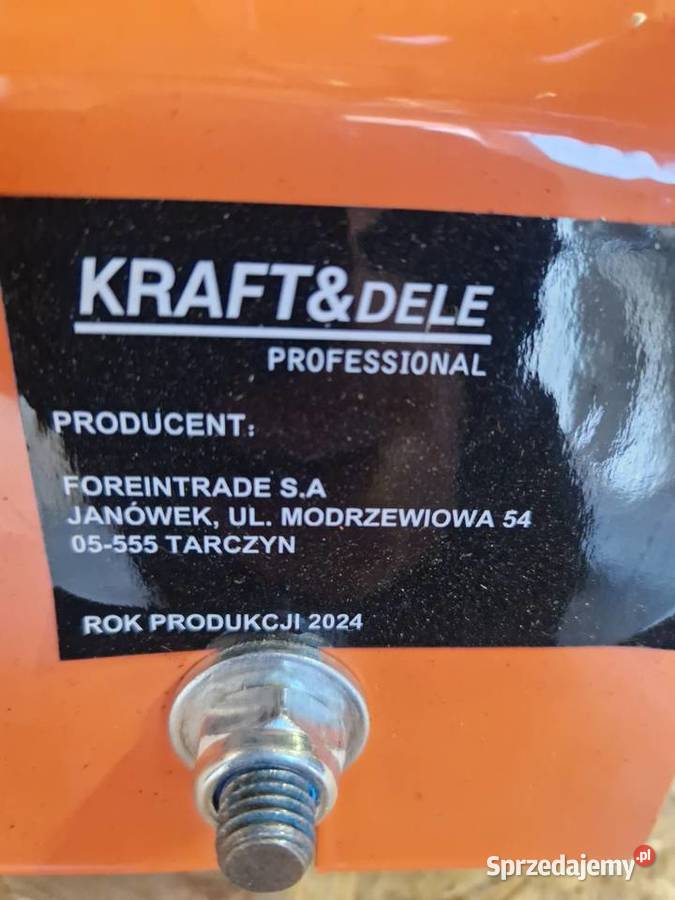 KRAFT&DELE
PROFESSIONAL
PRODUCENT:
FOREINTRADE S.A
JANÓWEK, UL. MODRZEWIOWA 54
05-555 TARCZYN
ROK PRODUKCJI 2024
Sprzedajemy.pl